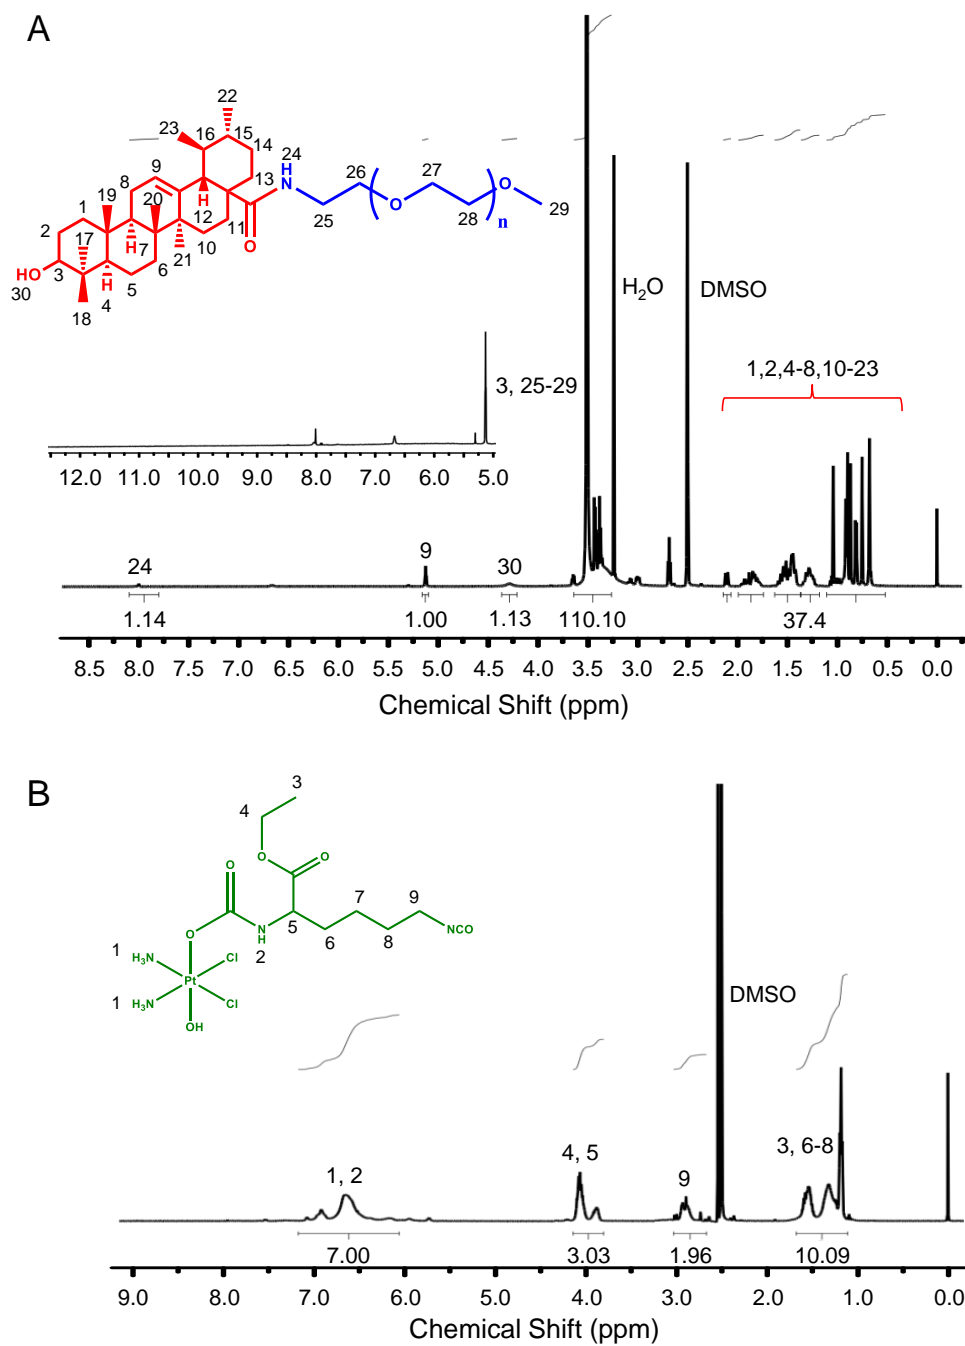 A
22
23
16
15
14
H
24
N
9
8
19
20
1
12
13
26
27
O
O
29
25
28
n
11
O
2
17
7
H
H
10
21
6
HO
3
30
H
4
5
18
H₂O
DMSO
1,2,4-8,10-23
3, 25-29
12.0 11.0 10.0 9.0 8.0 7.0 6.0 5.0
24
9
30
1.14 1.00 1.13 110.10 37.4
8.5 8.0 7.5 7.0 6.5 6.0 5.5 5.0 4.5 4.0 3.5 3.0 2.5 2.0 1.5 1.0 0.5 0.0
Chemical Shift (ppm)
B
3
4
O
O
O
7
9
5
N
H
2
6
8
NCO
O
1
H₃N
Cl
Pt
1
H₃N
Cl
OH
DMSO
1, 2
4, 5
9
3, 6-8
7.00 3.03 1.96 10.09
9.0 8.0 7.0 6.0 5.0 4.0 3.0 2.0 1.0 0.0
Chemical Shift (ppm)